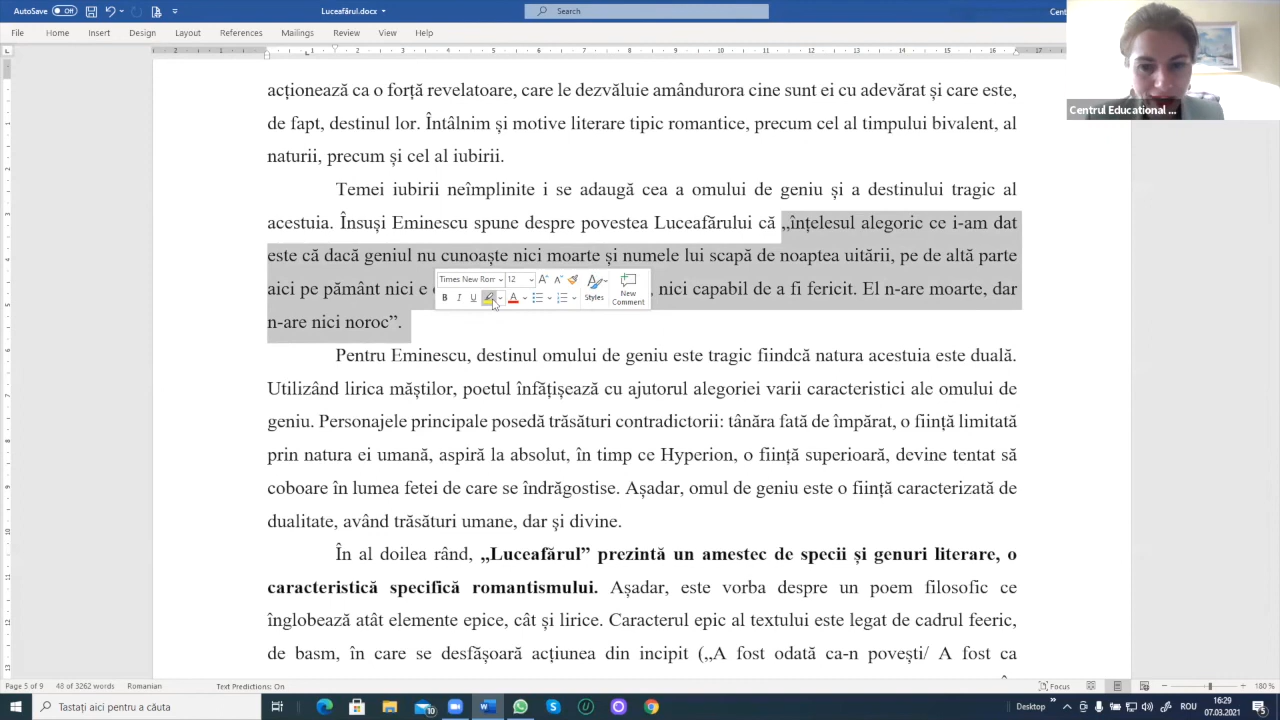 AutoSave Off Luceafărul.docx Search
File Home Insert Design Layout References Mailings Review View Help
Centrul Educational ...
acționează ca o forță revelatoare, care le dezvăluie amândurora cine sunt ei cu adevărat și care este,
de fapt, destinul lor. Întâlnim și motive literare tipic romantice, precum cel al timpului bivalent, al
naturii, precum și cel al iubirii.
Temei iubirii neîmplinite i se adaugă cea a omului de geniu și a destinului tragic al
acestuia. Însuși Eminescu spune despre povestea Luceafărului că „înțelesul alegoric ce i-am dat
este că dacă geniul nu cunoaște nici moarte și numele lui scapă de noaptea uitării, pe de altă parte
aici pe pământ nici e , nici capabil de a fi fericit. El n-are moarte, dar
Times New Rom 12
Styles New Comment
n-are nici noroc”.
Pentru Eminescu, destinul omului de geniu este tragic fiindcă natura acestuia este duală.
Utilizând lirica măștilor, poetul înfățișează cu ajutorul alegoriei varii caracteristici ale omului de
geniu. Personajele principale posedă trăsături contradictorii: tânăra fată de împărat, o ființă limitată
prin natura ei umană, aspiră la absolut, în timp ce Hyperion, o ființă superioară, devine tentat să
coboare în lumea fetei de care se îndrăgostise. Așadar, omul de geniu este o ființă caracterizată de
dualitate, având trăsături umane, dar și divine.
În al doilea rând, „Luceafărul” prezintă un amestec de specii și genuri literare, o
caracteristică specifică romantismului. Așadar, este vorba despre un poem filosofic ce
înglobează atât elemente epice, cât și lirice. Caracterul epic al textului este legat de cadrul feeric,
de basm, în care se desfășoară acțiunea din incipit („A fost odată ca-n povești/ A fost ca
Page 5 of 9 48 of 3262 words Romanian Text Predictions: On Focus 180 %
Tastați aici pentru a căuta 10 Desktop ROU 16:29
07.03.2021